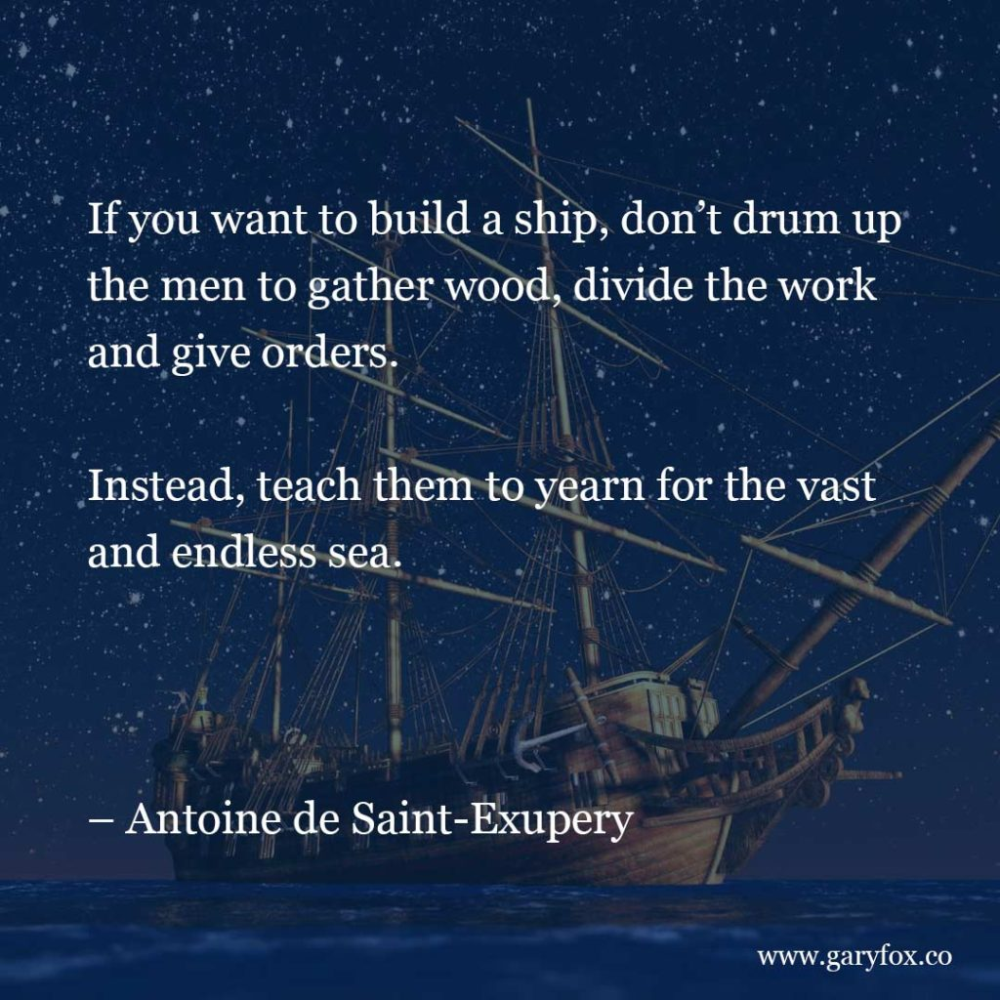 If you want to build a ship, don’t drum up
the men to gather wood, divide the work
and give orders.
Instead, teach them to yearn for the vast
and endless sea.
– Antoine de Saint-Exupery
www.garyfox.co